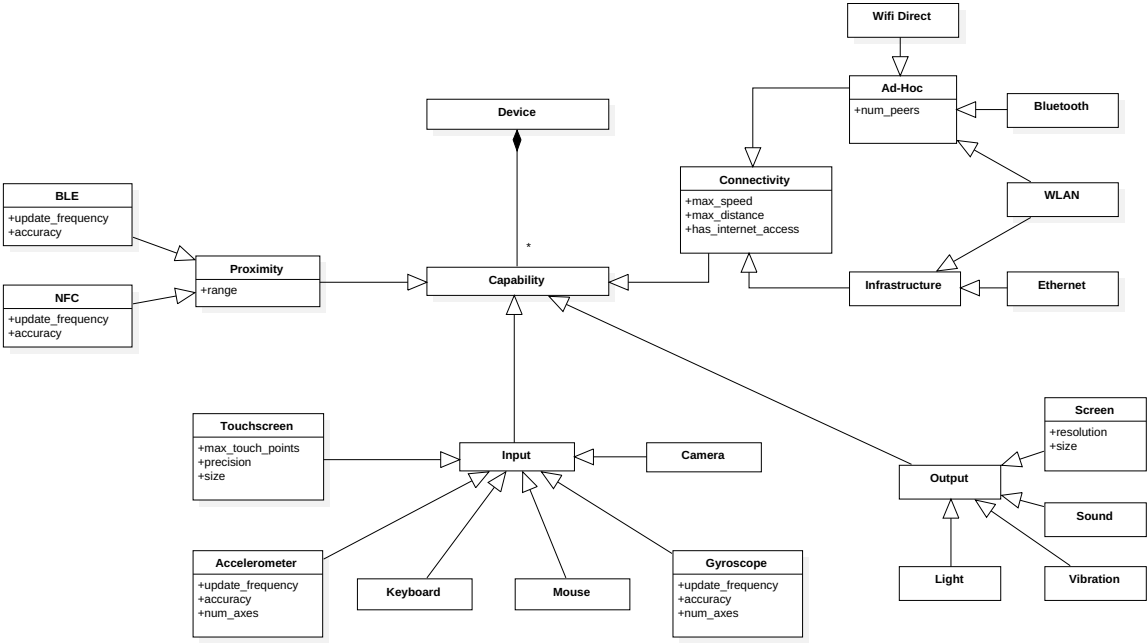 Wifi Direct
Ad-Hoc
+num_peers
Bluetooth
Device
Connectivity
+max_speed
+max_distance
+has_internet_access
WLAN
BLE
+update_frequency
+accuracy
*
Proximity
+range
Capability
Infrastructure
Ethernet
NFC
+update_frequency
+accuracy
Touchscreen
+max_touch_points
+precision
+size
Input
Camera
Screen
+resolution
+size
Output
Sound
Accelerometer
+update_frequency
+accuracy
+num_axes
Keyboard
Mouse
Gyroscope
+update_frequency
+accuracy
+num_axes
Light
Vibration